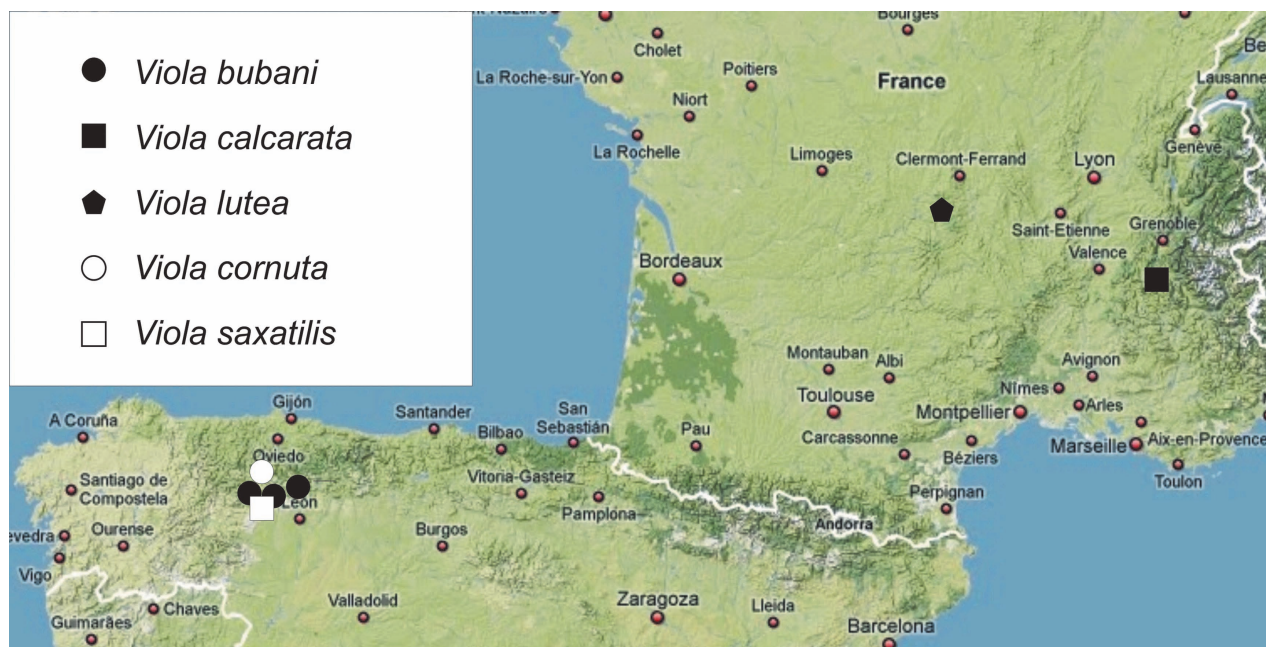 Viola bubani
Viola calcarata
Viola lutea
Viola cornuta
Viola saxatilis
Bourges
Cholet
La Roche-sur-Yon
Poitiers
France
Lausanne
Niort
La Rochelle
Genève
Limoges
Clermont-Ferrand
Lyon
Saint-Etienne
Grenoble
Valence
Bordeaux
Montauban
Albi
Avignon
Nîmes
Toulouse
Arles
Montpellier
Gijón
Santander
San
Sebastián
A Coruña
Bilbao
Pau
Carcassonne
Béziers
Marseille
Aix-en-Provence
Oviedo
Toulon
Santiago de
Compostela
Vitoria-Gasteiz
Perpignan
León
Pamplona
Andorra
evedra
Ourense
Burgos
Vigo
Chaves
Valladolid
Zaragoza
Lleida
Guimarães
Barcelona